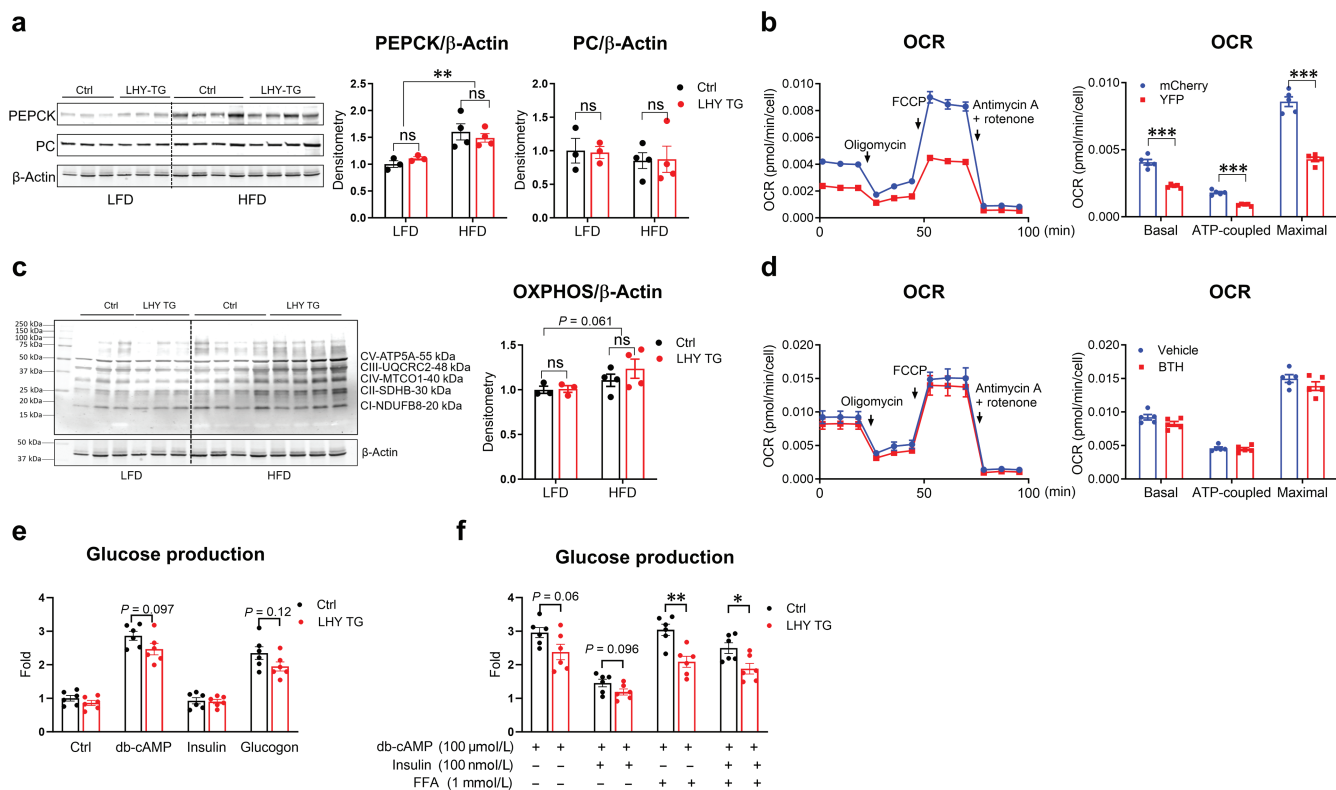 a
PEPCK/β-Actin
PC/β-Actin
Ctrl
LHY-TG
Ctrl
LHY-TG
PEPCK
PC
β-Actin
LFD
HFD
Densitometry
2.0
1.5
1.0
0.5
0.0
ns
**
ns
LFD
HFD
Densitometry
2.0
1.5
1.0
0.5
0.0
ns
ns
LFD
HFD
Ctrl
LHY TG
b
OCR
OCR (pmol/min/cell)
0.010
0.008
0.006
0.004
0.002
0.000
Oligomycin
FCCP
Antimycin A
+ rotenone
0
50
100
(min)
OCR
OCR (pmol/min/cell)
0.010
0.005
0.000
mCherry
YFP
***
***
***
Basal
ATP-coupled
Maximal
c
Ctrl
LHY TG
Ctrl
LHY TG
250 kDa
150 kDa
100 kDa
75 kDa
50 kDa
37 kDa
25 kDa
20 kDa
15 kDa
CV-ATP5A-55 kDa
CIII-UQCRC2-48 kDa
CIV-MTCO1-40 kDa
CII-SDHB-30 kDa
CI-NDUFB8-20 kDa
50 kDa
37 kDa
β-Actin
LFD
HFD
OXPHOS/β-Actin
Densitometry
1.5
1.0
0.5
0.0
P = 0.061
ns
ns
Ctrl
LHY TG
LFD
HFD
d
OCR
OCR (pmol/min/cell)
0.020
0.015
0.010
0.005
0.000
Oligomycin
FCCP
Antimycin A
+ rotenone
0
50
100
(min)
OCR
OCR (pmol/min/cell)
0.020
0.015
0.010
0.005
0.000
Vehicle
BTH
Basal
ATP-coupled
Maximal
e
Glucose production
Fold
4
3
2
1
0
P = 0.097
P = 0.12
Ctrl
LHY TG
Ctrl
db-cAMP
Insulin
Glucogon
f
Glucose production
Fold
4
3
2
1
0
P = 0.06
P = 0.096
**
*
Ctrl
LHY TG
db-cAMP (100 μmol/L) + + + + + + + +
Insulin (100 nmol/L) – – + + – – + +
FFA (1 mmol/L) – – – – + + + +